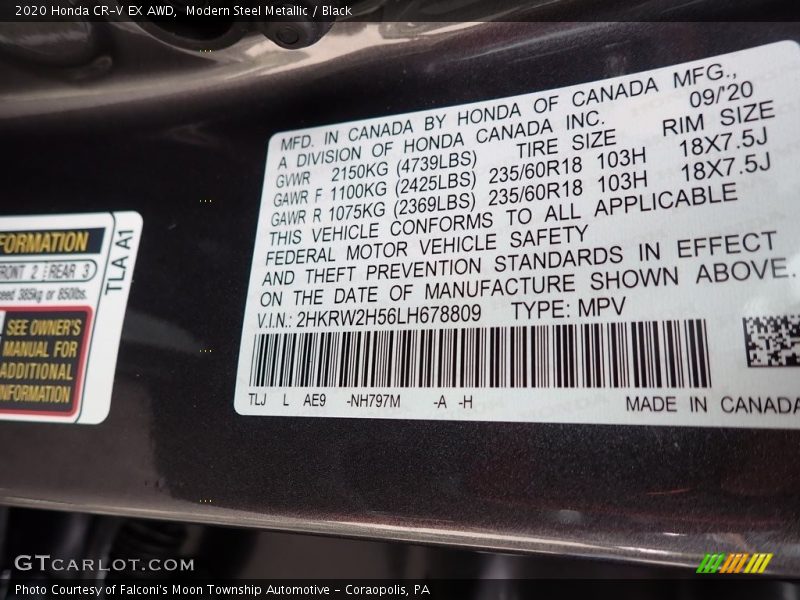 2020 Honda CR-V EX AWD,  Modern Steel Metallic / Black
MFD. IN CANADA BY HONDA OF CANADA MFG.,
A DIVISION OF HONDA CANADA INC. 09/'20
GVWR 2150KG (4739LBS) TIRE SIZE RIM SIZE
GAWR F 1100KG (2425LBS) 235/60R18 103H 18X7.5J
GAWR R 1075KG (2369LBS) 235/60R18 103H 18X7.5J
THIS VEHICLE CONFORMS TO ALL APPLICABLE
FEDERAL MOTOR VEHICLE SAFETY
AND THEFT PREVENTION STANDARDS IN EFFECT
ON THE DATE OF MANUFACTURE SHOWN ABOVE.
V.I.N.: 2HKRW2H56LH678809 TYPE: MPV
TLJ L AE9 -NH797M -A -H
MADE IN CANADA
FRONT 2 REAR 3
385kg or 850lbs.
TLA A1
SEE OWNER'S
MANUAL FOR
ADDITIONAL
INFORMATION
GTCARLOT.COM
Photo Courtesy of Falconi's Moon Township Automotive - Coraopolis, PA